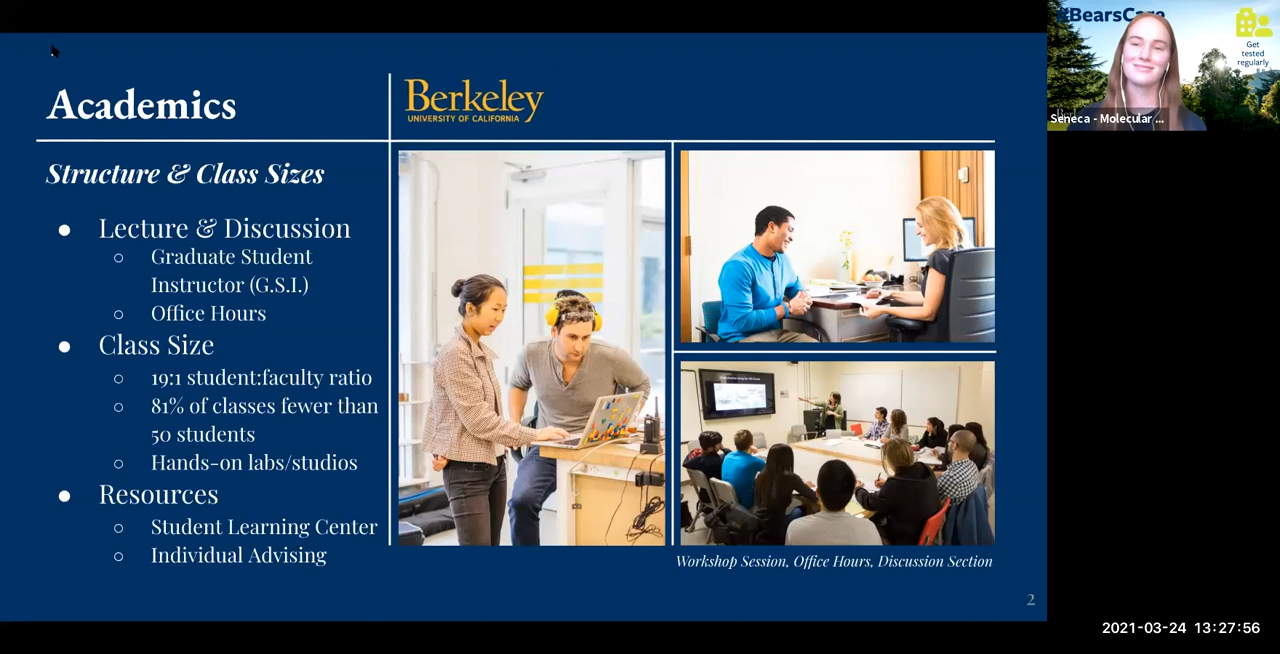 Academics
Berkeley
UNIVERSITY OF CALIFORNIA
Structure & Class Sizes
● Lecture & Discussion
○ Graduate Student
Instructor (G.S.I.)
○ Office Hours
● Class Size
○ 19:1 student:faculty ratio
○ 81% of classes fewer than
50 students
○ Hands-on labs/studios
● Resources
○ Student Learning Center
○ Individual Advising
Workshop Session, Office Hours, Discussion Section
2
#BearsCare
Get
tested
regularly
Seneca - Molecular ...
2021-03-24 13:27:56